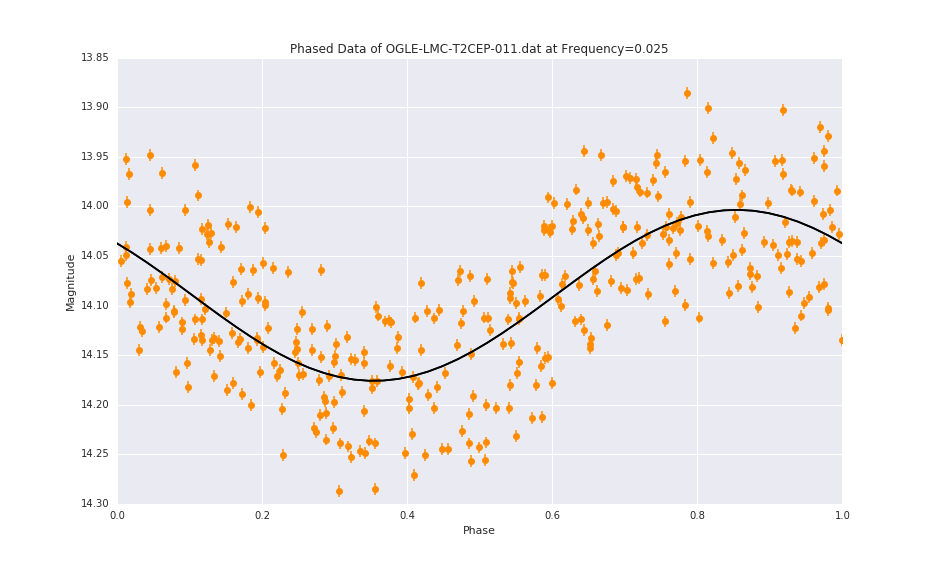 Phased Data of OGLE-LMC-T2CEP-011.dat at Frequency=0.025
Magnitude
13.85
13.90
13.95
14.00
14.05
14.10
14.15
14.20
14.25
14.30
0.0 0.2 0.4 0.6 0.8 1.0
Phase